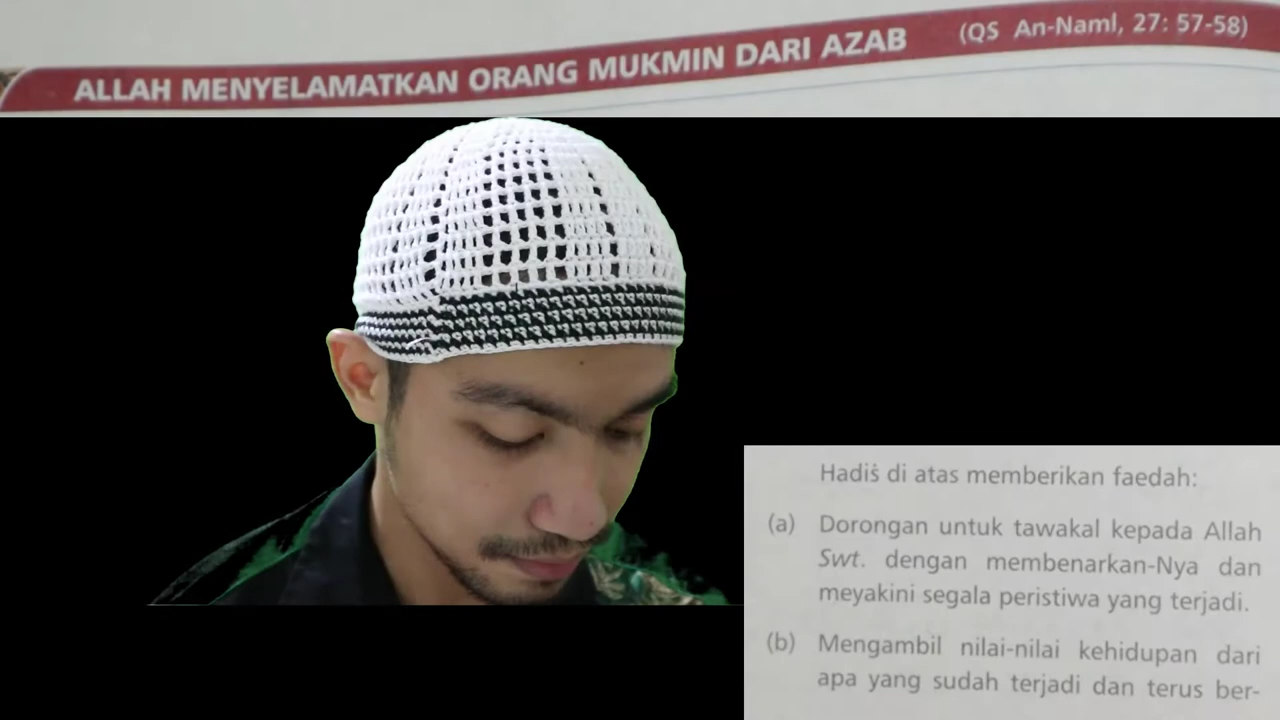 ALLAH MENYELAMATKAN ORANG MUKMIN DARI AZAB (QS An-Naml, 27: 57-58)
Hadiṡ di atas memberikan faedah:
(a) Dorongan untuk tawakal kepada Allah
Swt. dengan membenarkan-Nya dan
meyakini segala peristiwa yang terjadi.
(b) Mengambil nilai-nilai kehidupan dari
apa yang sudah terjadi dan terus ber-